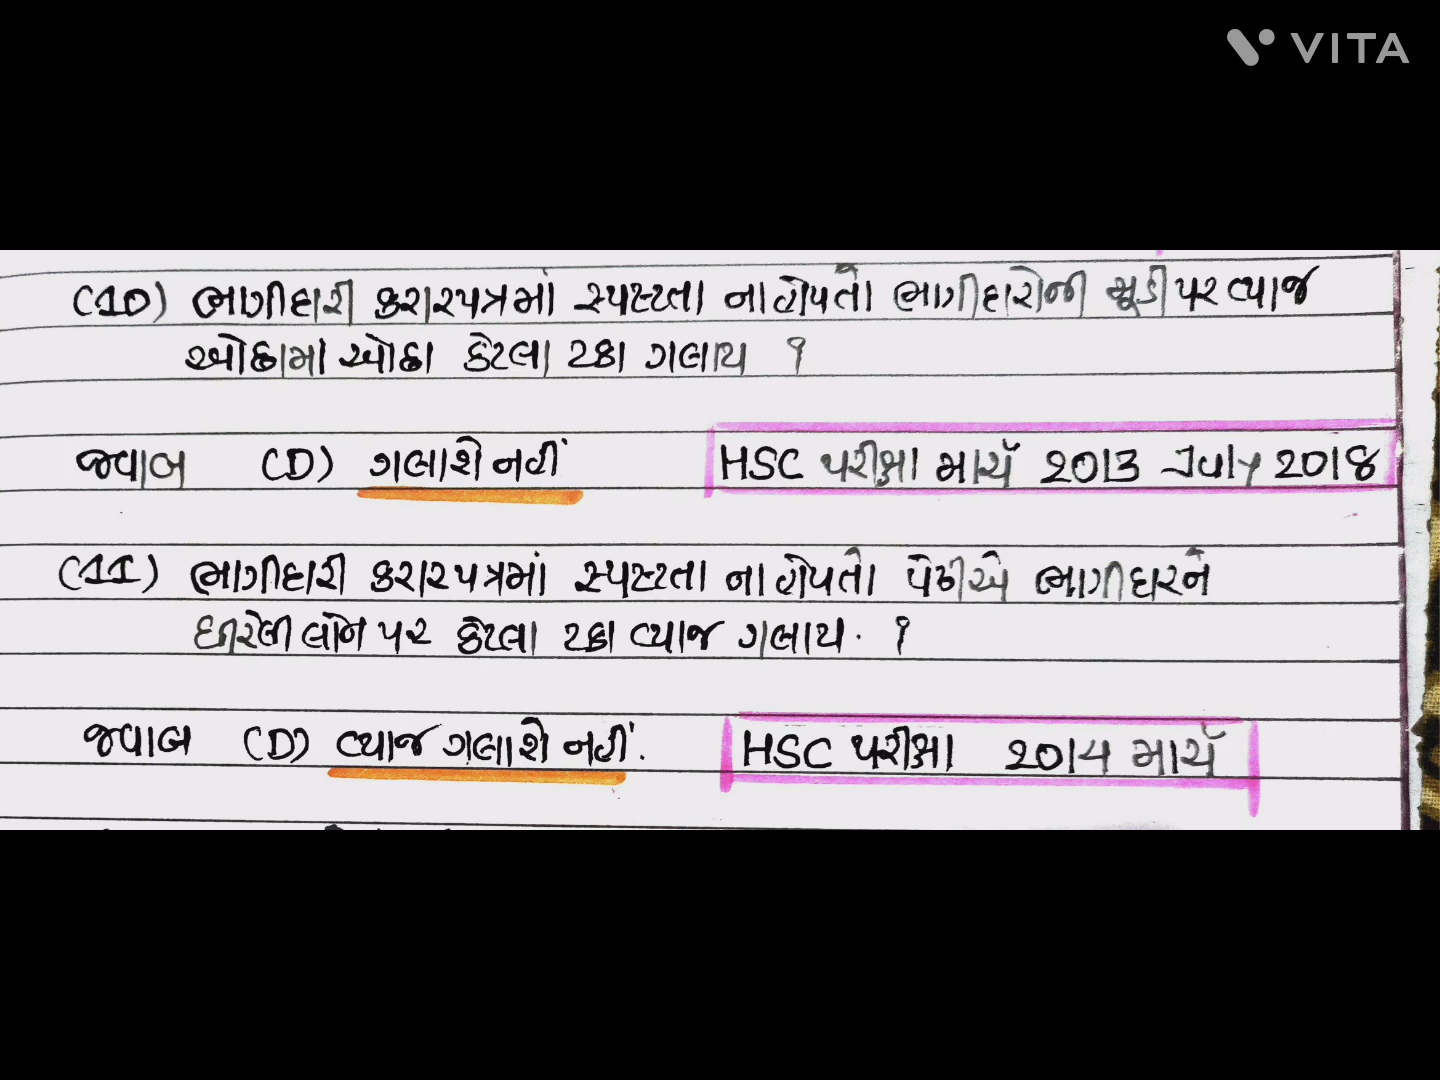 VITA
(10) ભાગીદારી કરારપત્રમાં સ્પષ્ટતા ના હોયતો ભાગીદારોની મૂડી પર વ્યાજ
ઓછામાં ઓછા કેટલા ટકા ગણાય ?
જવાબ (D) ગણાશે નહીં
HSC પરીક્ષા માર્ચ 2013 July 2018
(11) ભાગીદારી કરારપત્રમાં સ્પષ્ટતા ના હોયતો પેઢીએ ભાગીદારને
ધીરેલી લોન પર કેટલા ટકા વ્યાજ ગણાય. ?
જવાબ (D) વ્યાજ ગણાશે નહીં.
HSC પરીક્ષા 2014 માર્ચ